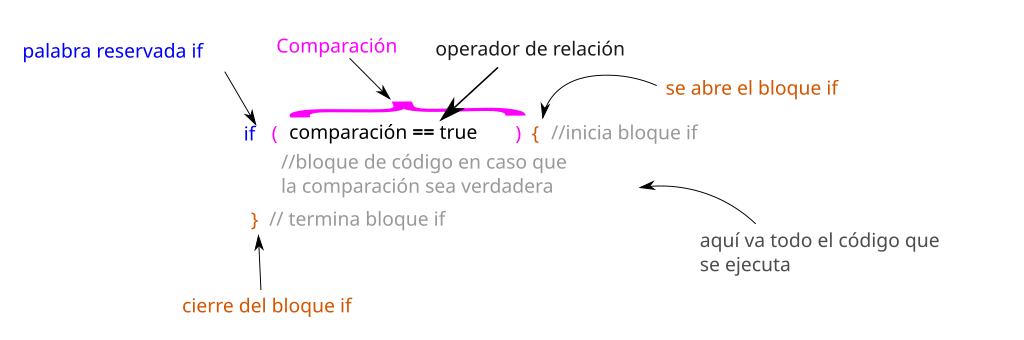 palabra reservada if
Comparación
operador de relación
se abre el bloque if
if ( comparación == true ) { //inicia bloque if
//bloque de código en caso que
la comparación sea verdadera
} // termina bloque if
aquí va todo el código que
se ejecuta
cierre del bloque if